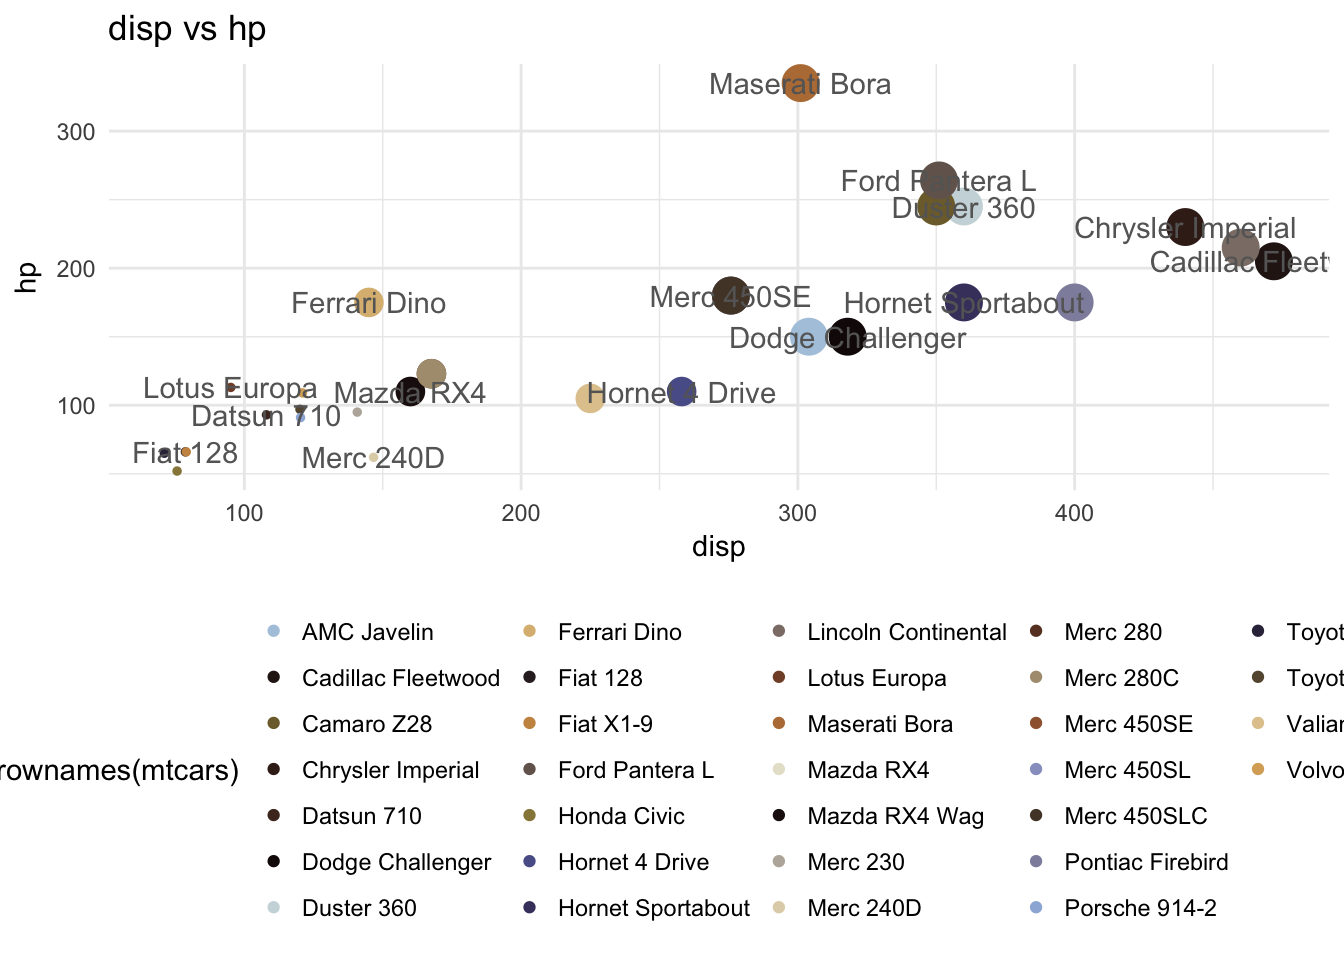 disp vs hp
Maserati Bora
300
Ford Pantera L
Duster 360
Chrysler Imperial
hp
200
Cadillac Fleetw
Ferrari Dino
Merc 450SE
Hornet Sportabout
Dodge Challenger
Lotus Europa
Mazda RX4
Hornet 4 Drive
100
Datsun 710
Fiat 128
Merc 240D
100 200 300 400
disp
rownames(mtcars)
AMC Javelin
Cadillac Fleetwood
Camaro Z28
Chrysler Imperial
Datsun 710
Dodge Challenger
Duster 360
Ferrari Dino
Fiat 128
Fiat X1-9
Ford Pantera L
Honda Civic
Hornet 4 Drive
Hornet Sportabout
Lincoln Continental
Lotus Europa
Maserati Bora
Mazda RX4
Mazda RX4 Wag
Merc 230
Merc 240D
Merc 280
Merc 280C
Merc 450SE
Merc 450SL
Merc 450SLC
Pontiac Firebird
Porsche 914-2
Toyot
Toyot
Valian
Volvo